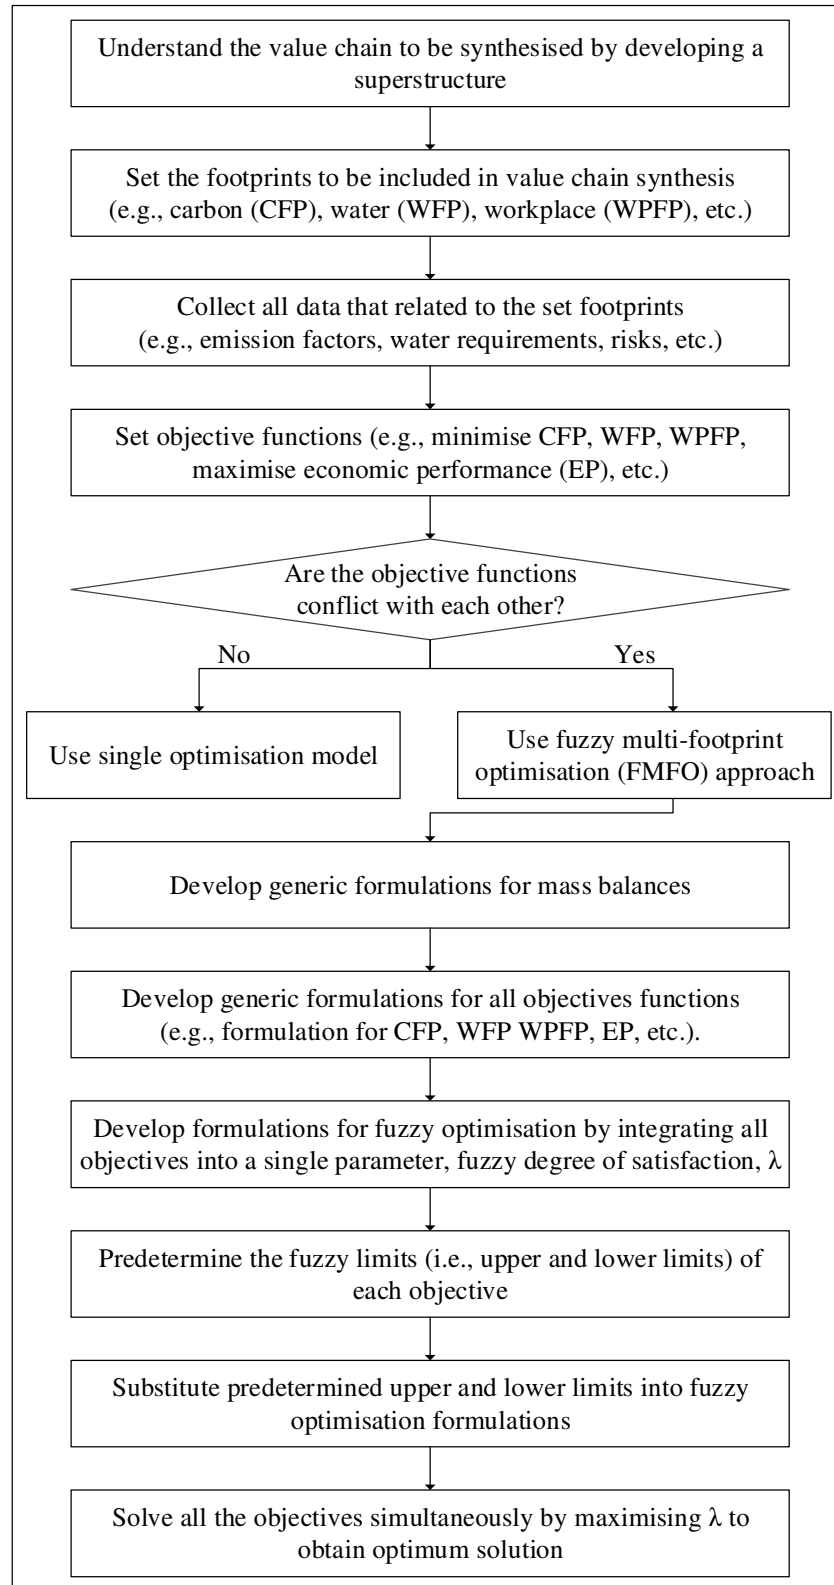 Understand the value chain to be synthesised by developing a
superstructure
Set the footprints to be included in value chain synthesis
(e.g., carbon (CFP), water (WFP), workplace (WPFP), etc.)
Collect all data that related to the set footprints
(e.g., emission factors, water requirements, risks, etc.)
Set objective functions (e.g., minimise CFP, WFP, WPFP,
maximise economic performance (EP), etc.)
Are the objective functions
conflict with each other?
No
Yes
Use single optimisation model
Use fuzzy multi-footprint
optimisation (FMFO) approach
Develop generic formulations for mass balances
Develop generic formulations for all objectives functions
(e.g., formulation for CFP, WFP WPFP, EP, etc.).
Develop formulations for fuzzy optimisation by integrating all
objectives into a single parameter, fuzzy degree of satisfaction, λ
Predetermine the fuzzy limits (i.e., upper and lower limits) of
each objective
Substitute predetermined upper and lower limits into fuzzy
optimisation formulations
Solve all the objectives simultaneously by maximising λ to
obtain optimum solution